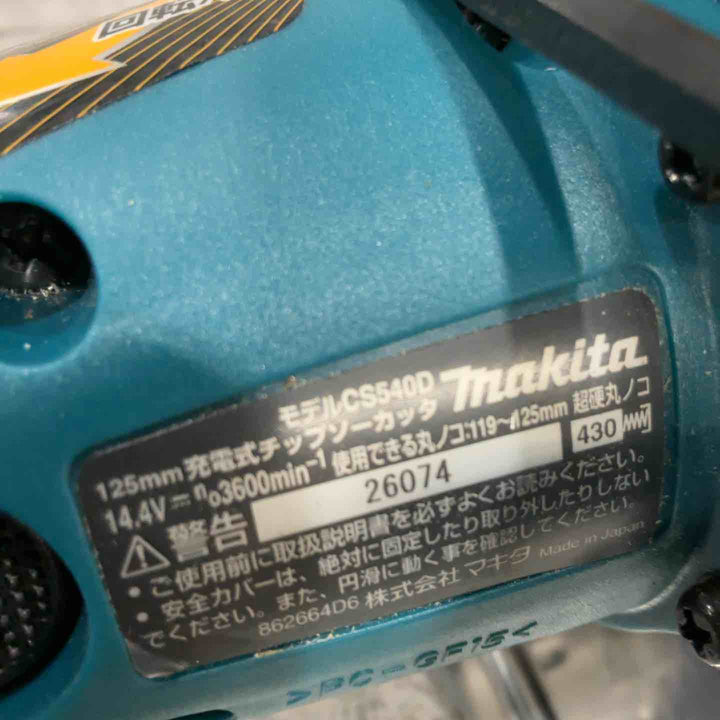 回
makita
モデルCS540D
125mm 充電式チップソーカッタ
14.4V n₀3600min⁻¹ 使用できる丸ノコ:119~125mm 超硬丸ノコ
430
警告 26074
・ご使用前に取扱説明書を必ずよくお読みください。
・安全カバーは、絶対に固定したり取り外したりしない
でください。また、円滑に動く事を確認してください。
862664D6 株式会社 マキタ Made in Japan
>PC-GF15<